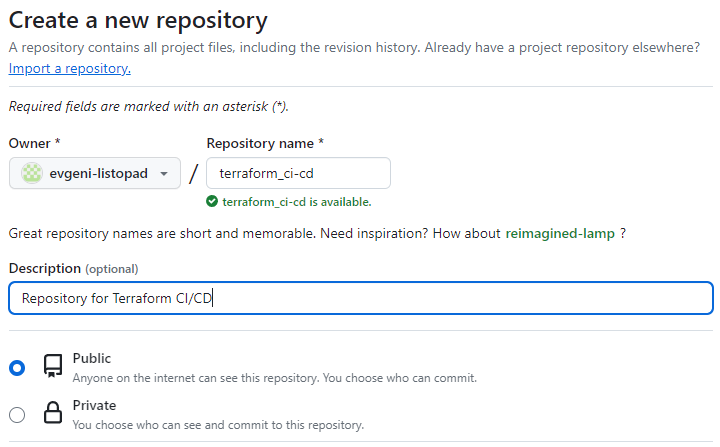 Create a new repository
A repository contains all project files, including the revision history. Already have a project repository elsewhere?
Import a repository.
Required fields are marked with an asterisk (*).
Owner * Repository name *
evgeni-listopad / terraform_ci-cd
terraform_ci-cd is available.
Great repository names are short and memorable. Need inspiration? How about reimagined-lamp ?
Description (optional)
Repository for Terraform CI/CD
Public
Anyone on the internet can see this repository. You choose who can commit.
Private
You choose who can see and commit to this repository.